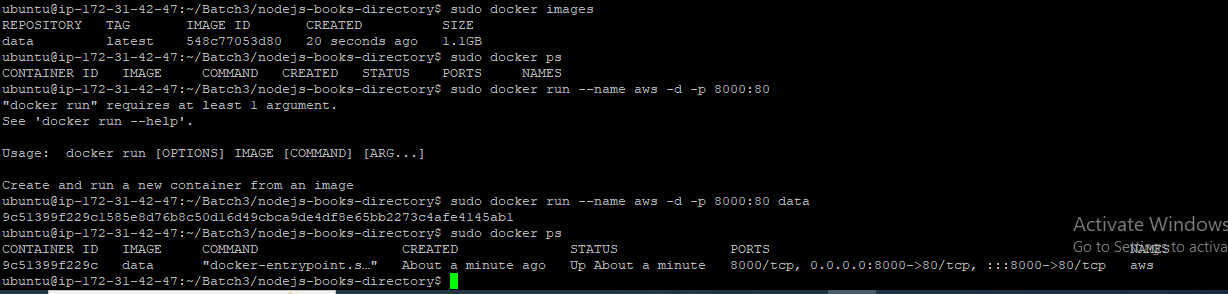 ubuntu@ip-172-31-42-47:~/Batch3/nodejs-books-directory$ sudo docker images
REPOSITORY   TAG       IMAGE ID       CREATED          SIZE
data         latest    548c77053d80   20 seconds ago   1.1GB
ubuntu@ip-172-31-42-47:~/Batch3/nodejs-books-directory$ sudo docker ps
CONTAINER ID   IMAGE     COMMAND   CREATED   STATUS    PORTS     NAMES
ubuntu@ip-172-31-42-47:~/Batch3/nodejs-books-directory$ sudo docker run --name aws -d -p 8000:80
"docker run" requires at least 1 argument.
See 'docker run --help'.
Usage:  docker run [OPTIONS] IMAGE [COMMAND] [ARG...]
Create and run a new container from an image
ubuntu@ip-172-31-42-47:~/Batch3/nodejs-books-directory$ sudo docker run --name aws -d -p 8000:80 data
9c51399f229c1585e8d76b8c50d16d49cbca9de4df8e65bb2273c4afe4145ab1
ubuntu@ip-172-31-42-47:~/Batch3/nodejs-books-directory$ sudo docker ps
CONTAINER ID   IMAGE     COMMAND                  CREATED              STATUS              PORTS                                             NAMES
9c51399f229c   data      "docker-entrypoint.s…"   About a minute ago   Up About a minute   8000/tcp, 0.0.0.0:8000->80/tcp, :::8000->80/tcp   aws
ubuntu@ip-172-31-42-47:~/Batch3/nodejs-books-directory$
Activate Windows
Go to Settings to activa